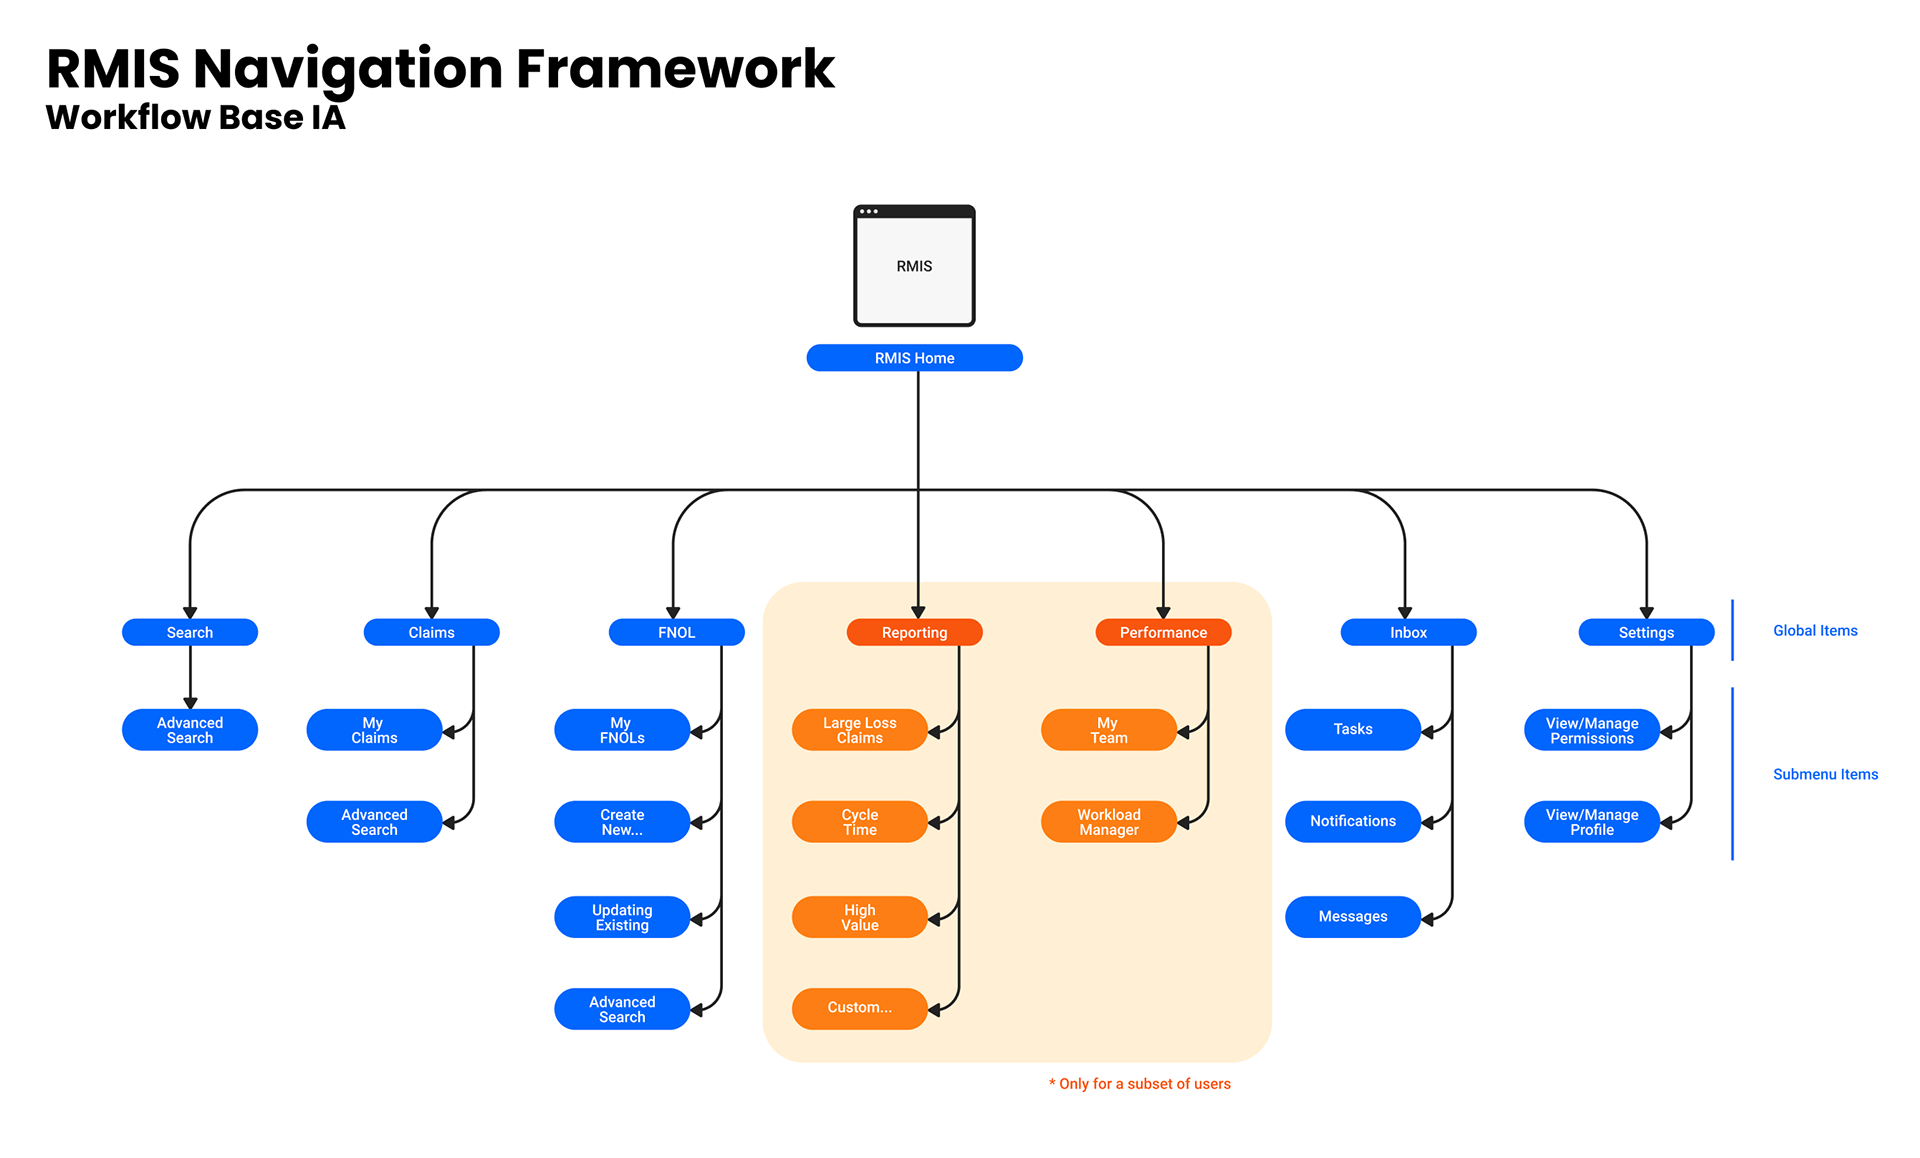 RMIS Navigation Framework
Workflow Base IA
RMIS
RMIS Home
Search
Claims
FNOL
Reporting
Performance
Inbox
Settings
Global Items
Advanced
Search
My
Claims
Advanced
Search
My
FNOLs
Create
New...
Updating
Existing
Advanced
Search
Large Loss
Claims
Cycle
Time
High
Value
Custom...
My
Team
Workload
Manager
Tasks
Notifications
Messages
View/Manage
Permissions
View/Manage
Profile
Submenu Items
* Only for a subset of users